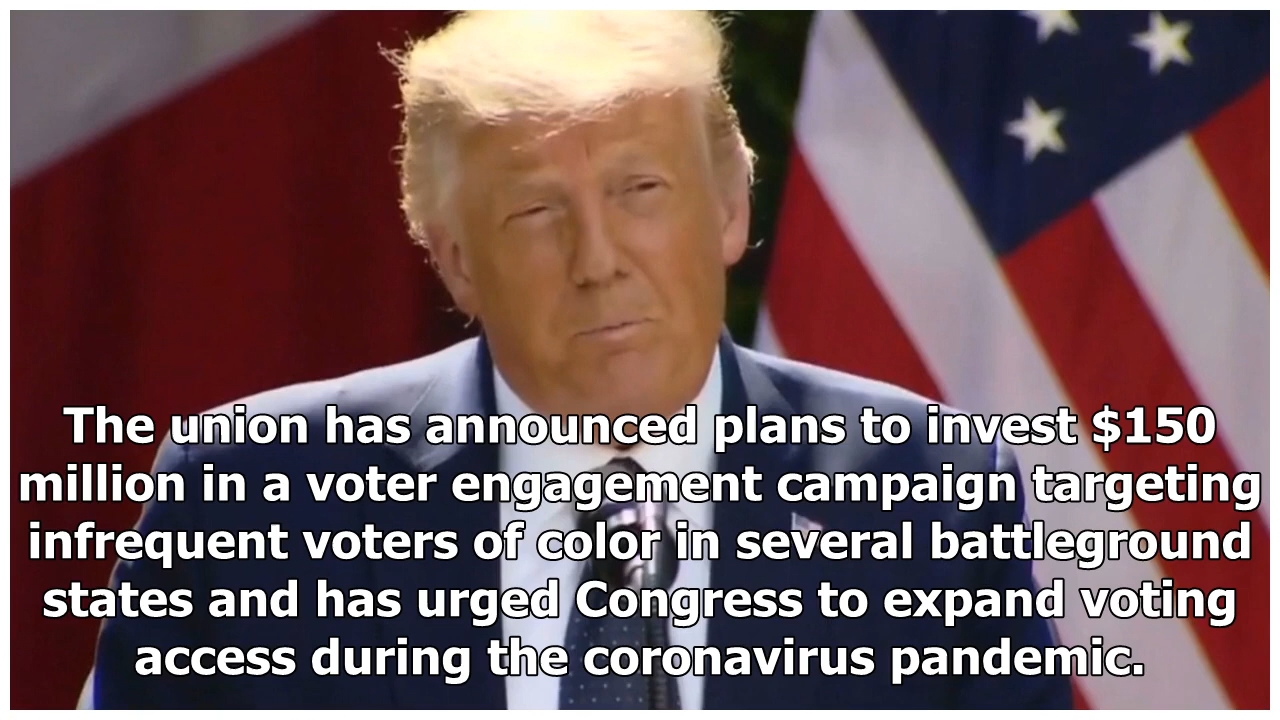 The union has announced plans to invest $150
million in a voter engagement campaign targeting
infrequent voters of color in several battleground
states and has urged Congress to expand voting
access during the coronavirus pandemic.